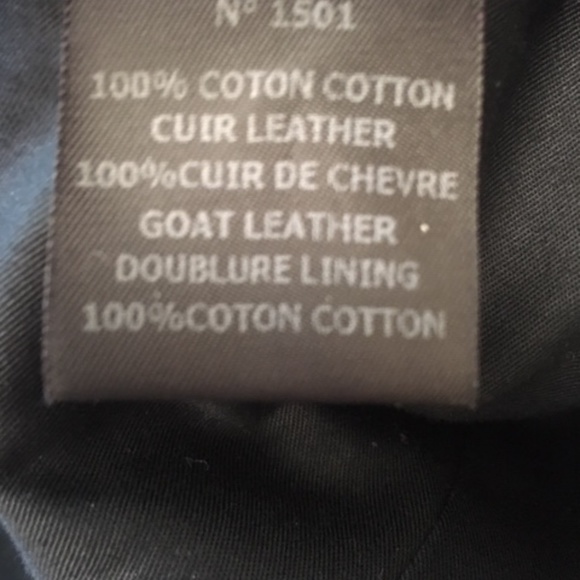 N° 1501
100% COTON COTTON
CUIR LEATHER
100%CUIR DE CHEVRE
GOAT LEATHER
DOUBLURE LINING
100%COTON COTTON